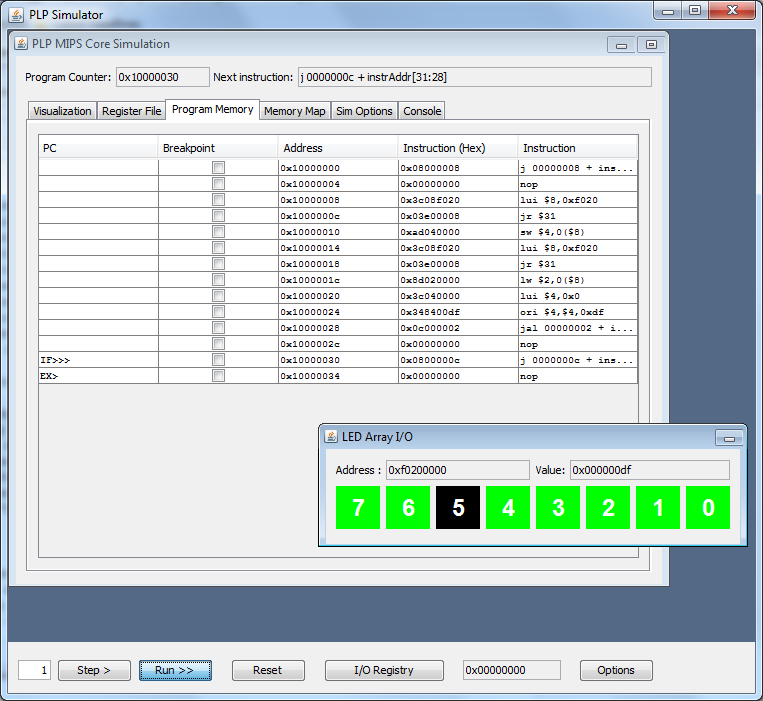 PLP Simulator
PLP MIPS Core Simulation
Program Counter: 0x10000030 Next instruction: j 0000000c + instrAddr[31:28]
Visualization Register File Program Memory Memory Map Sim Options Console
PC Breakpoint Address Instruction (Hex) Instruction
0x10000000 0x08000008 j 00000008 + ins...
0x10000004 0x00000000 nop
0x10000008 0x3c08f020 lui $8,0xf020
0x1000000c 0x03e00008 jr $31
0x10000010 0xad040000 sw $4,0($8)
0x10000014 0x3c08f020 lui $8,0xf020
0x10000018 0x03e00008 jr $31
0x1000001c 0x8d020000 lw $2,0($8)
0x10000020 0x3c040000 lui $4,0x0
0x10000024 0x348400df ori $4,$4,0xdf
0x10000028 0x0c000002 jal 00000002 + i...
0x1000002c 0x00000000 nop
IF>>> 0x10000030 0x0800000c j 0000000c + ins...
EX> 0x10000034 0x00000000 nop
LED Array I/O
Address : 0xf0200000 Value: 0x000000df
7 6 5 4 3 2 1 0
1 Step > Run >> Reset I/O Registry 0x00000000 Options